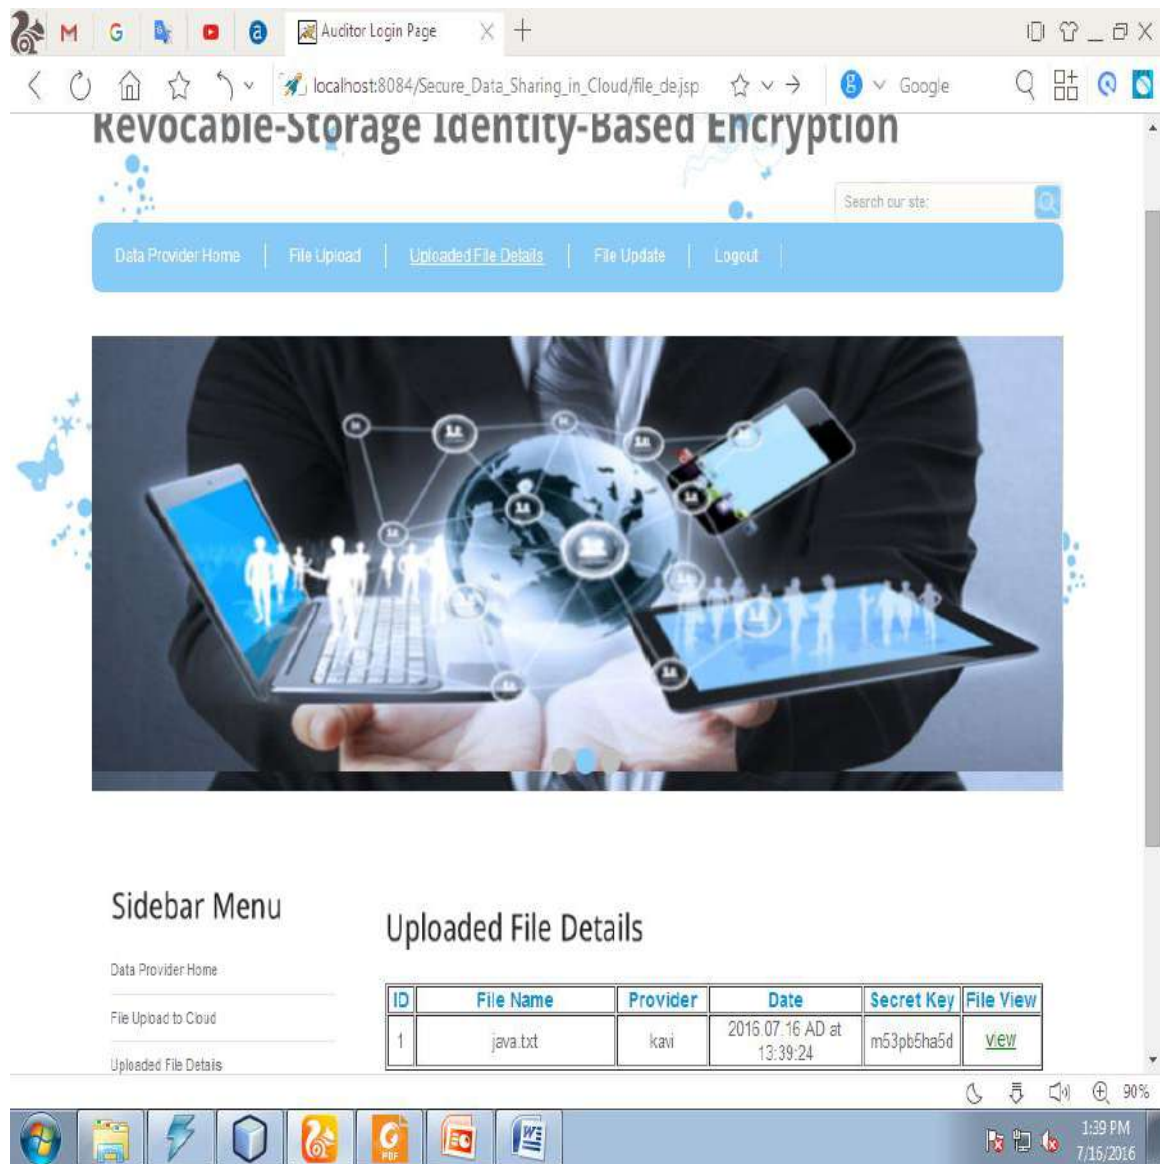 Auditor Login Page
localhost:8084/Secure_Data_Sharing_in_Cloud/file_de.jsp
Google
Revocable-Storage Identity-Based Encryption
Search our site:
Data Provider Home
File Upload
Uploaded File Details
File Update
Logout
Sidebar Menu
Data Provider Home
File Upload to Cloud
Uploaded File Details
Uploaded File Details
ID File Name Provider Date Secret Key File View
1 java.txt kavi 2016.07.16 AD at 13:39:24 m53pb5ha5d view
90%
1:39 PM
7/16/2016